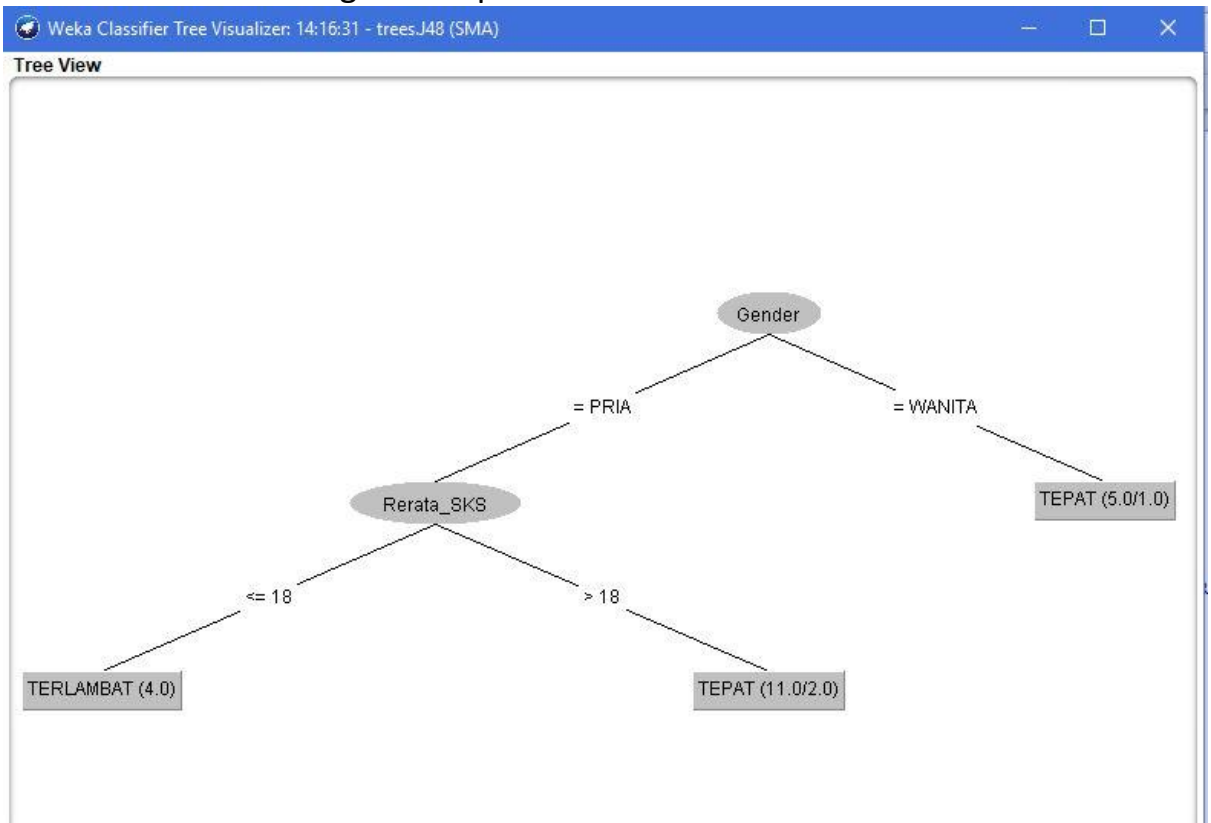 Weka Classifier Tree Visualizer: 14:16:31 - trees.J48 (SMA)
Tree View
Gender
= PRIA
= WANITA
Rerata_SKS
TEPAT (5.0/1.0)
<= 18
> 18
TERLAMBAT (4.0)
TEPAT (11.0/2.0)